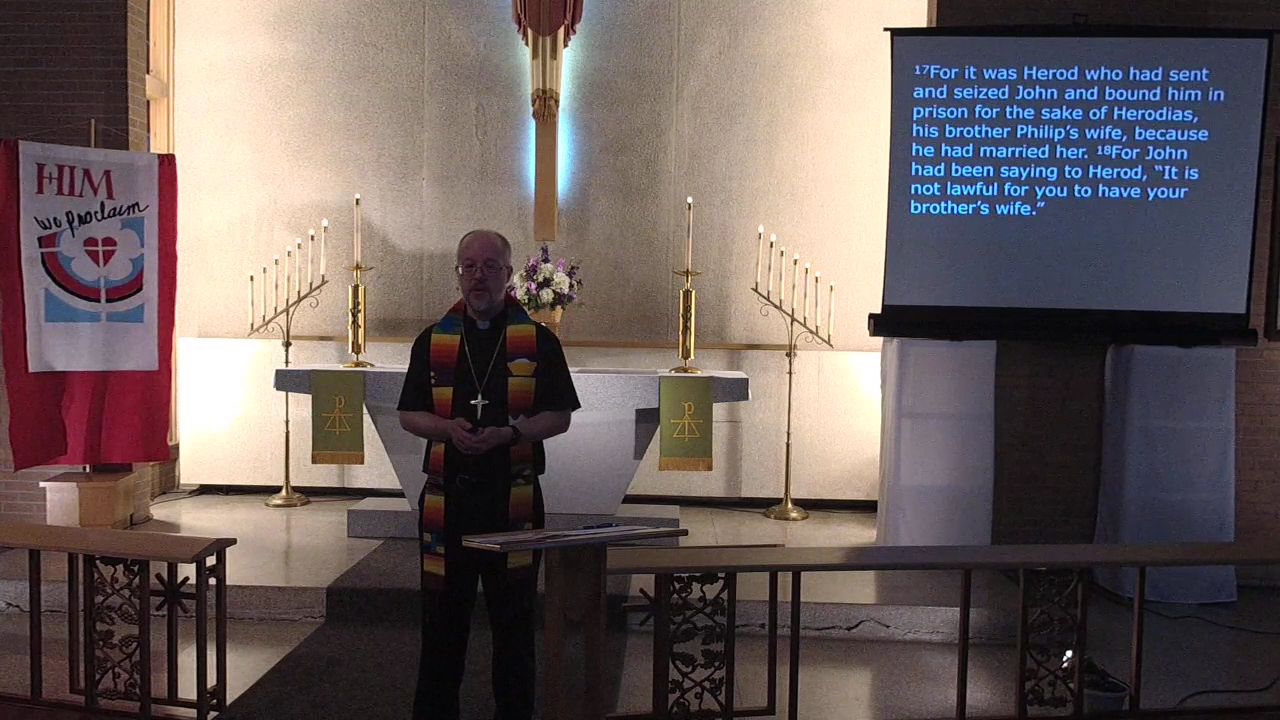 HIM
we proclaim
¹⁷For it was Herod who had sent
and seized John and bound him in
prison for the sake of Herodias,
his brother Philip's wife, because
he had married her. ¹⁸For John
had been saying to Herod, “It is
not lawful for you to have your
brother's wife.”